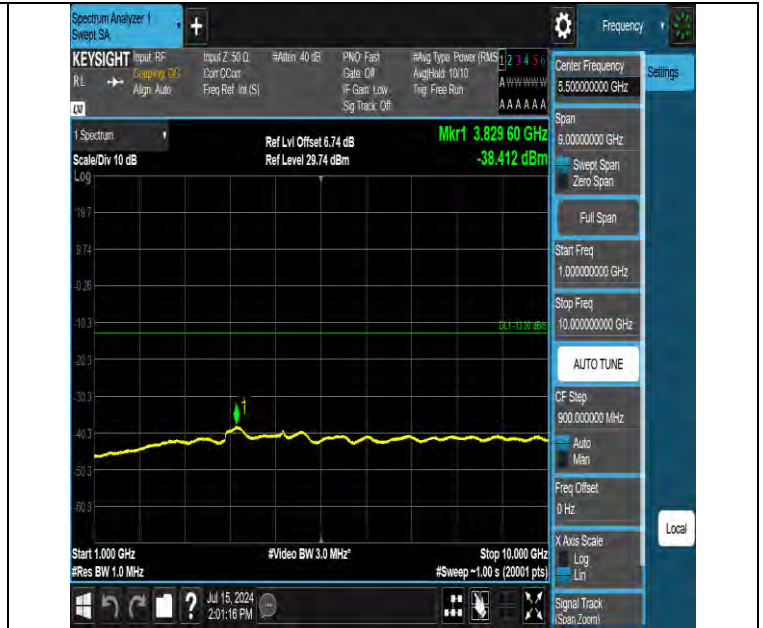 Spectrum Analyzer 1
Swept SA
+
Frequency
KEYSIGHT
RL
Input: RF
Coupling: DC
Align: Auto
Input Z: 50 Ω
Corr CCorr
Freq Ref: Int (S)
#Atten: 40 dB
PNO: Fast
Gate: Off
IF Gain: Low
Sig Track: Off
#Avg Type: Power (RMS
Avg|Hold: 10/10
Trig: Free Run
1 2 3 4 5 6
A W W W W W
A A A A A A
LXI
1 Spectrum
Scale/Div 10 dB
Log
Ref Lvl Offset 6.74 dB
Ref Level 29.74 dBm
Mkr1 3.829 60 GHz
-38.412 dBm
19.7
9.74
-0.26
-10.3
DL1 -13.00 dBm
-20.3
-30.3
1
-40.3
-50.3
-60.3
Start 1.000 GHz
#Res BW 1.0 MHz
#Video BW 3.0 MHz*
Stop 10.000 GHz
#Sweep ~1.00 s (20001 pts)
Center Frequency
5.500000000 GHz
Settings
Span
9.00000000 GHz
Swept Span
Zero Span
Full Span
Start Freq
1.000000000 GHz
Stop Freq
10.000000000 GHz
AUTO TUNE
CF Step
900.000000 MHz
Auto
Man
Freq Offset
0 Hz
X Axis Scale
Log
Lin
Local
Signal Track
(Span Zoom)
?
Jul 15, 2024
2:01:16 PM